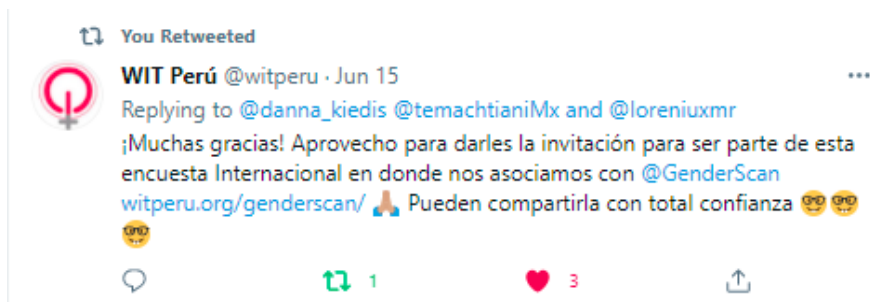 You Retweeted
WIT Perú @witperu · Jun 15
Replying to @danna_kiedis @temachtianiMx and @loreniuxmr
¡Muchas gracias! Aprovecho para darles la invitación para ser parte de esta
encuesta Internacional en donde nos asociamos con @GenderScan
witperu.org/genderscan/ 🙏🏽 Pueden compartirla con total confianza 🤓🤓
🤓
1 3